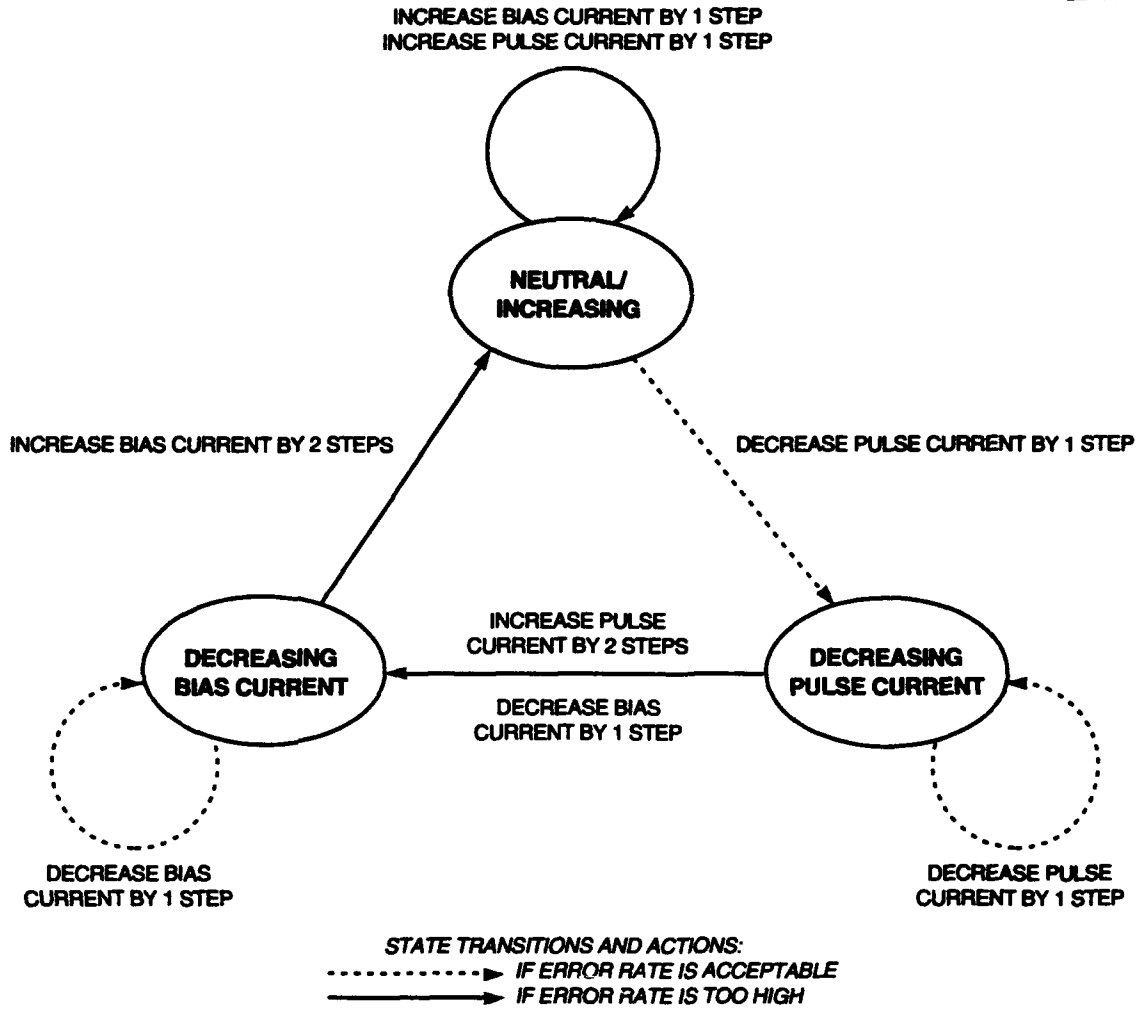 INCREASE BIAS CURRENT BY 1 STEP
INCREASE PULSE CURRENT BY 1 STEP
NEUTRAL/
INCREASING
INCREASE BIAS CURRENT BY 2 STEPS
DECREASE PULSE CURRENT BY 1 STEP
DECREASING
BIAS CURRENT
INCREASE PULSE
CURRENT BY 2 STEPS
DECREASE BIAS
CURRENT BY 1 STEP
DECREASING
PULSE CURRENT
DECREASE BIAS
CURRENT BY 1 STEP
DECREASE PULSE
CURRENT BY 1 STEP
STATE TRANSITIONS AND ACTIONS:
IF ERROR RATE IS ACCEPTABLE
IF ERROR RATE IS TOO HIGH